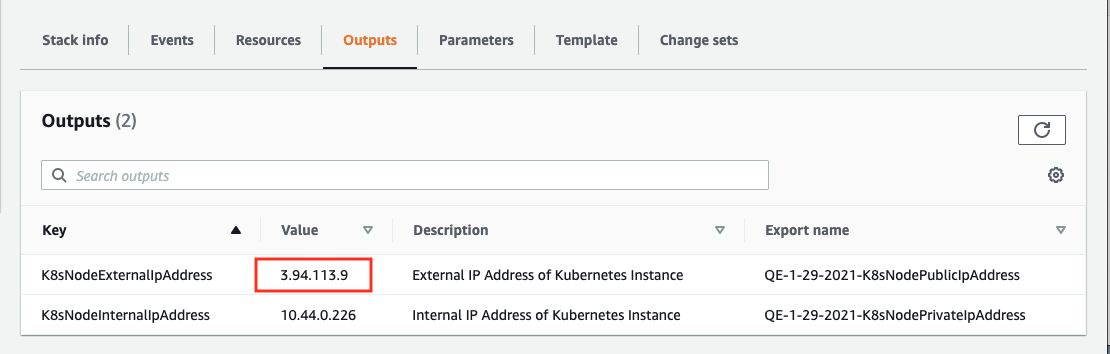 Stack info Events Resources Outputs Parameters Template Change sets
Outputs (2)
Search outputs
Key Value Description Export name
K8sNodeExternalIpAddress 3.94.113.9 External IP Address of Kubernetes Instance QE-1-29-2021-K8sNodePublicIpAddress
K8sNodeInternalIpAddress 10.44.0.226 Internal IP Address of Kubernetes Instance QE-1-29-2021-K8sNodePrivateIpAddress